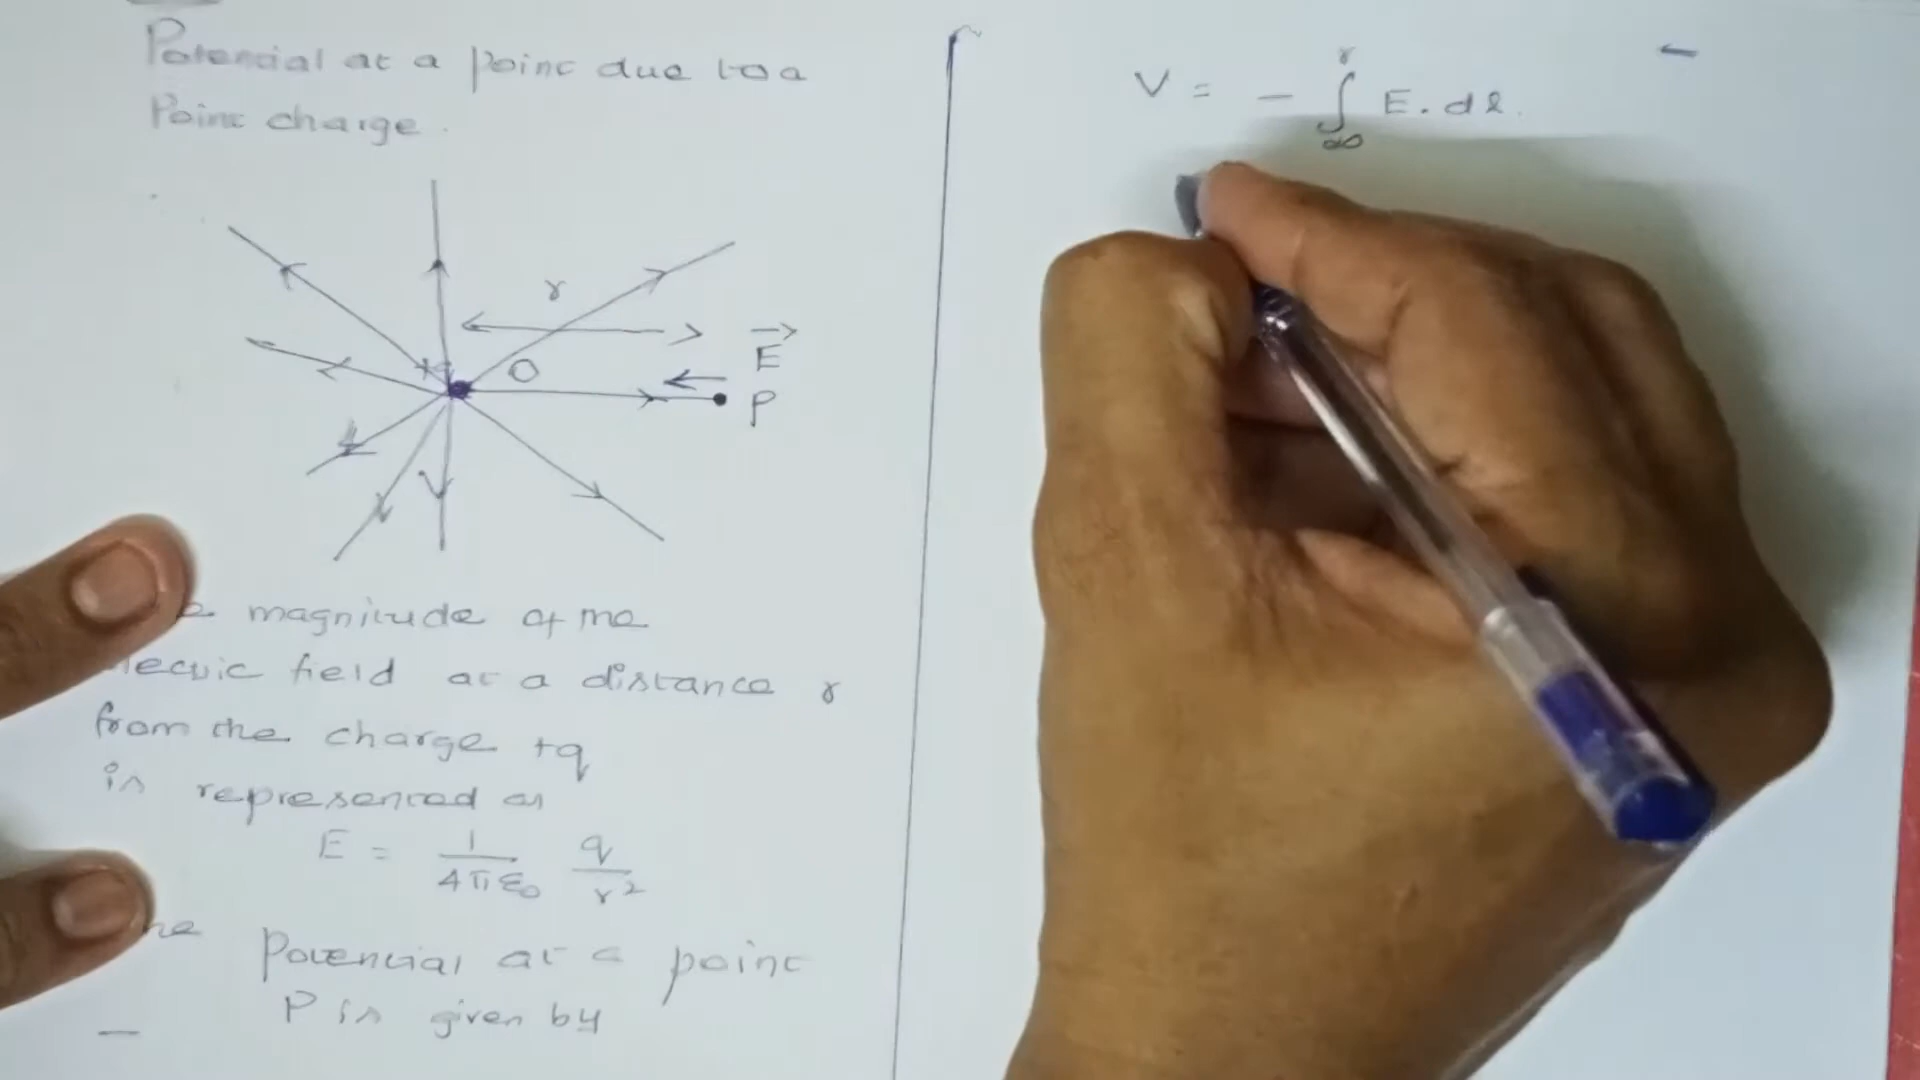 Potential at a point due to a
Point charge.
r
E
+q
O
P
magnitude of the
electric field at a distance r
from the charge +q
is represented as
E = 1/4πε₀ q/r²
Potential at a point
P is given by
V = - ∫∞^r E. dl.